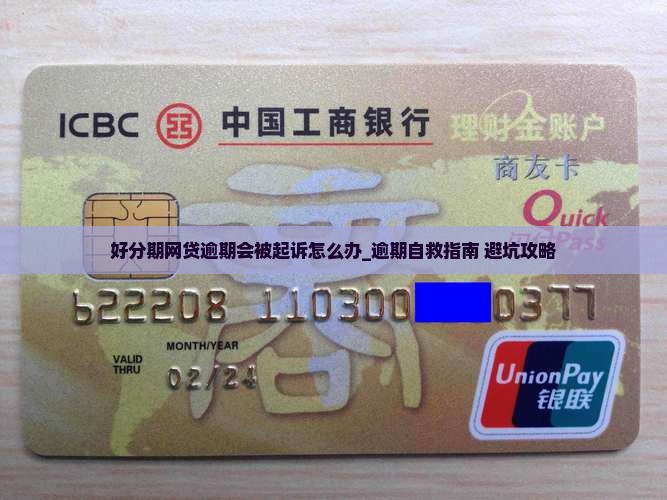 ICBC 中国工商银行 理财金账户
商友卡
Quick
Pass
好分期网贷逾期会被起诉怎么办_逾期自救指南 避坑攻略
622208 110300 0377
MONTH/YEAR
VALID
THRU
02/24
UnionPay
银联